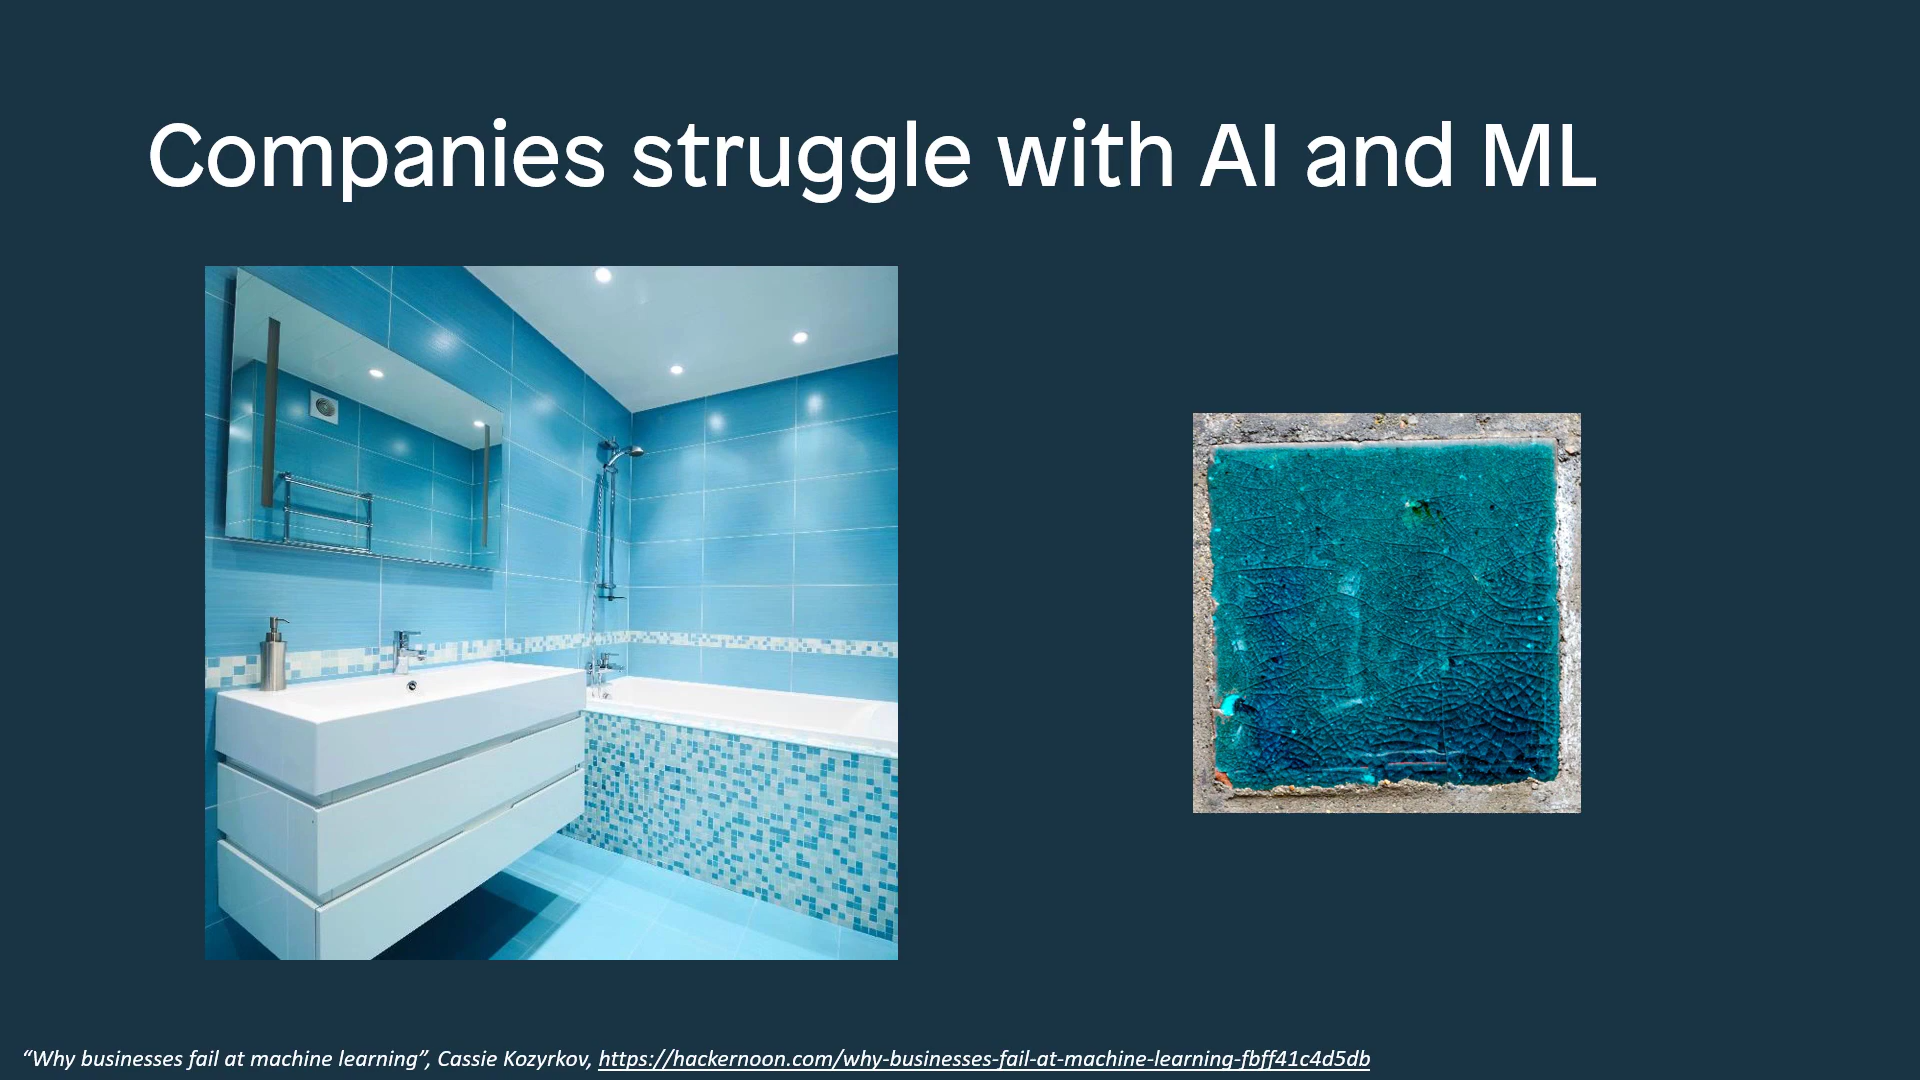 Companies struggle with AI and ML
“Why businesses fail at machine learning”, Cassie Kozyrkov, https://hackernoon.com/why-businesses-fail-at-machine-learning-fbff41c4d5db